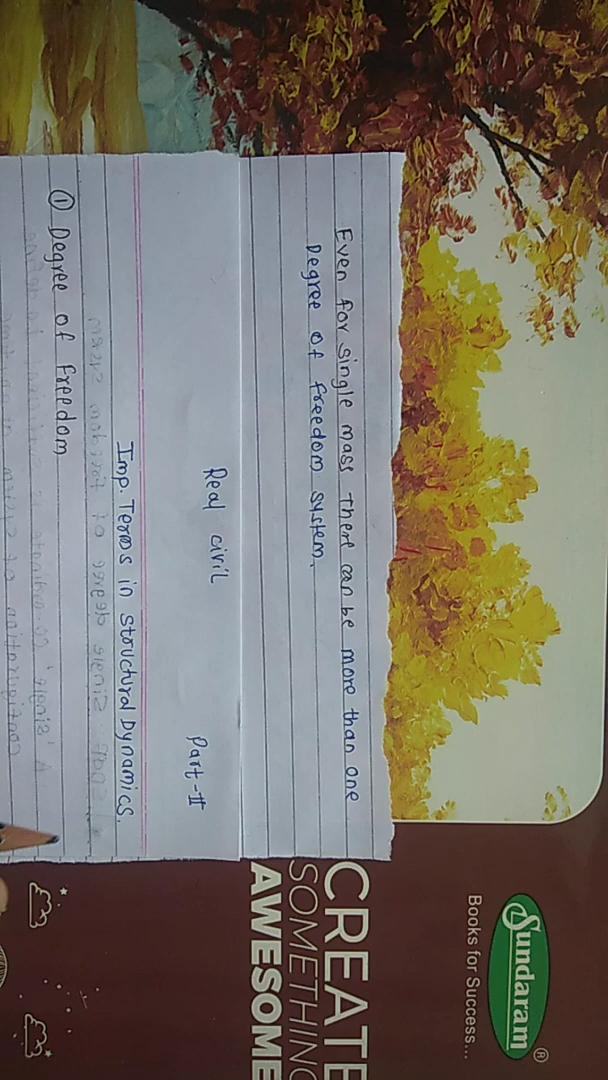 Even for single mass there can be more than one
Degree of freedom system.
Real civil
Part-II
Imp. Terms in Structural Dynamics.
① Degree of freedom
Sundaram®
Books for Success...
CREATE
SOMETHING
AWESOME